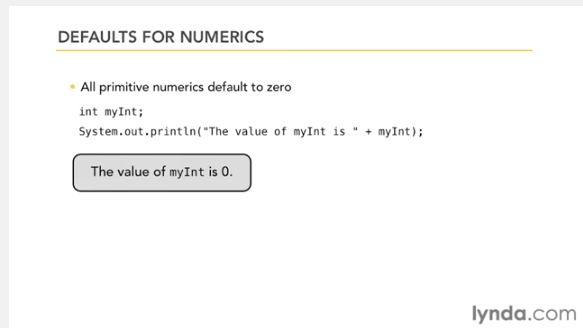 DEFAULTS FOR NUMERICS
• All primitive numerics default to zero
int myInt;
System.out.println("The value of myInt is " + myInt);
The value of myInt is 0.
lynda.com